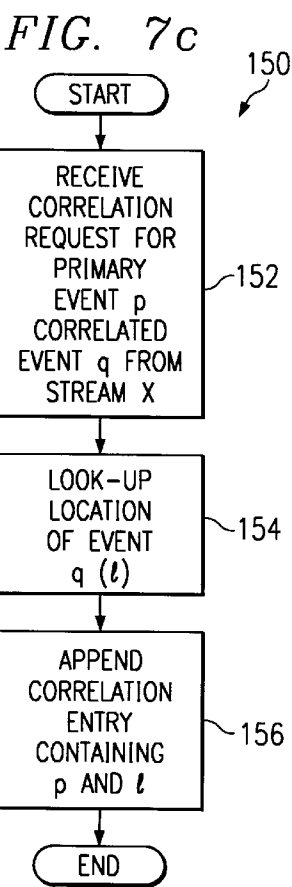 FIG. 7c
150
START
RECEIVE
CORRELATION
REQUEST FOR
PRIMARY
EVENT p
CORRELATED
EVENT q FROM
STREAM X
152
LOOK-UP
LOCATION
OF EVENT
q (ℓ)
154
APPEND
CORRELATION
ENTRY
CONTAINING
p AND ℓ
156
END